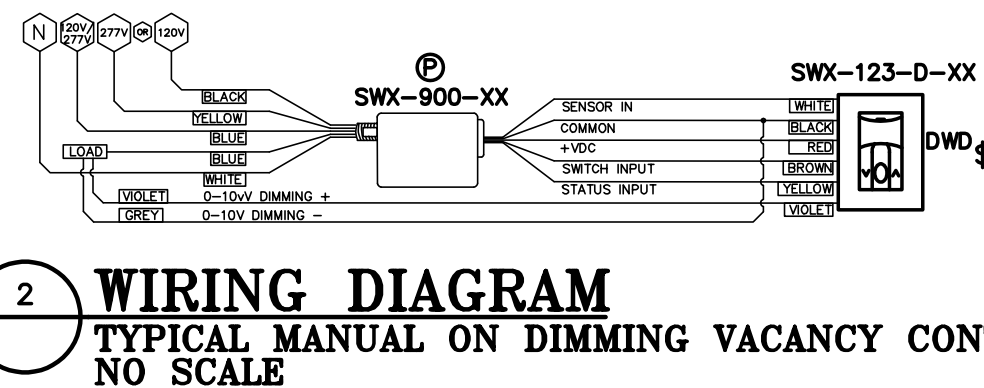 N 120V/277V 277V OR 120V
P
SWX-900-XX
SWX-123-D-XX
BLACK
YELLOW
BLUE
LOAD
BLUE
WHITE
VIOLET 0-10vV DIMMING +
GREY 0-10V DIMMING -
SENSOR IN WHITE
COMMON BLACK
+VDC RED
SWITCH INPUT BROWN
STATUS INPUT YELLOW
VIOLET
DWD $
2
WIRING DIAGRAM
TYPICAL MANUAL ON DIMMING VACANCY CONT
NO SCALE